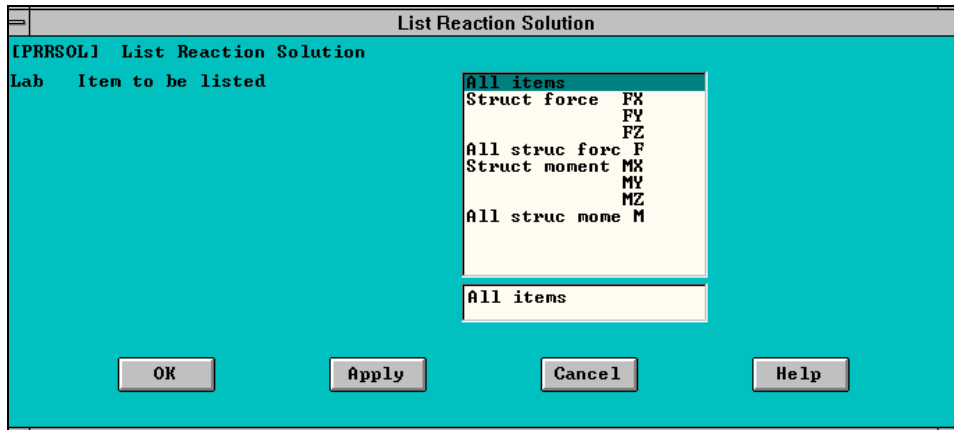 List Reaction Solution
[PRRSOL] List Reaction Solution
Lab Item to be listed
All items
Struct force FX
FY
FZ
All struc forc F
Struct moment MX
MY
MZ
All struc mome M
All items
OK Apply Cancel Help